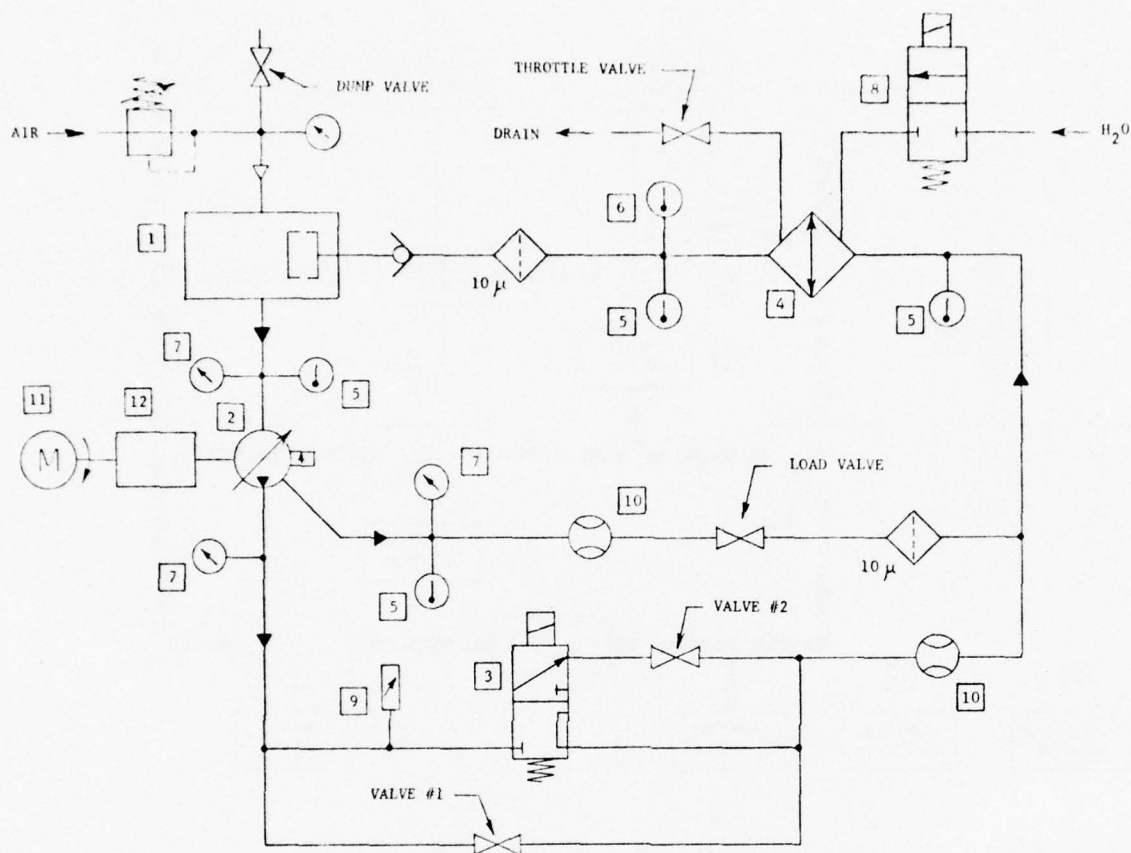 THROTTLE VALVE
8
DUMP VALVE
AIR
DRAIN
H2O
6
1
10 μ
4
5
5
7
5
11
12
2
M
7
LOAD VALVE
10
10 μ
7
5
VALVE #2
3
9
10
VALVE #1